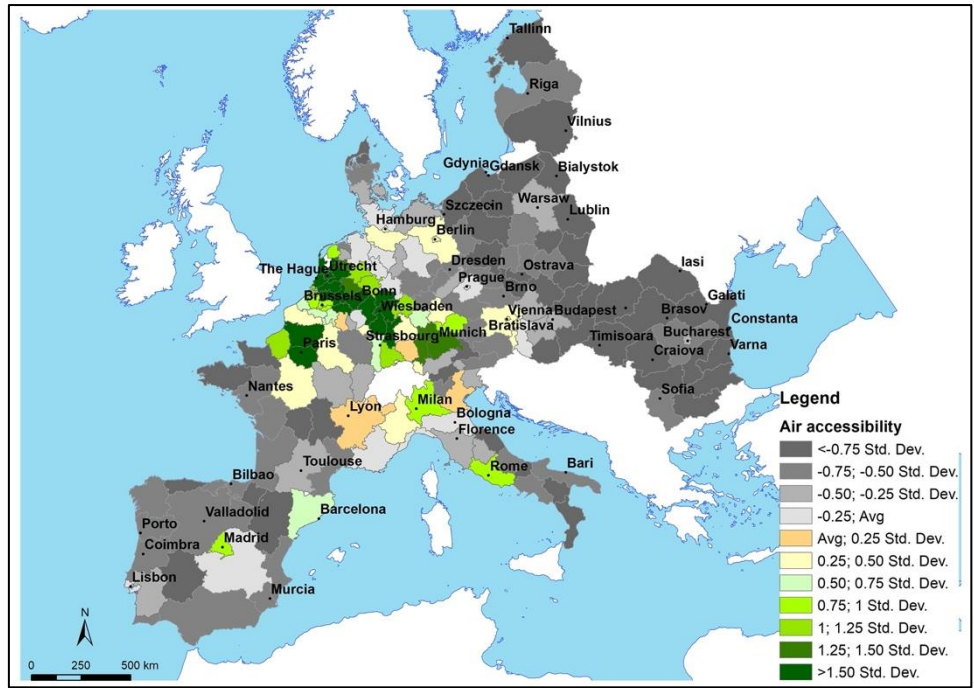 Tallinn
Riga
Vilnius
Gdynia
Gdansk
Bialystok
Szczecin
Warsaw
Hamburg
Lublin
Berlin
Dresden
The Hague
Utrecht
Ostrava
Iasi
Prague
Brussels
Bonn
Brno
Wiesbaden
Galati
Brasov
Vienna
Budapest
Constanta
Bratislava
Paris
Strasbourg
Munich
Timisoara
Bucharest
Craiova
Varna
Nantes
Sofia
Lyon
Milan
Bologna
Florence
Toulouse
Bilbao
Rome
Bari
Barcelona
Valladolid
Porto
Madrid
Coimbra
Lisbon
Murcia
Legend
Air accessibility
<-0.75 Std. Dev.
-0.75; -0.50 Std. Dev.
-0.50; -0.25 Std. Dev.
-0.25; Avg
Avg; 0.25 Std. Dev.
0.25; 0.50 Std. Dev.
0.50; 0.75 Std. Dev.
0.75; 1 Std. Dev.
1; 1.25 Std. Dev.
1.25; 1.50 Std. Dev.
>1.50 Std. Dev.
N
0 250 500 km